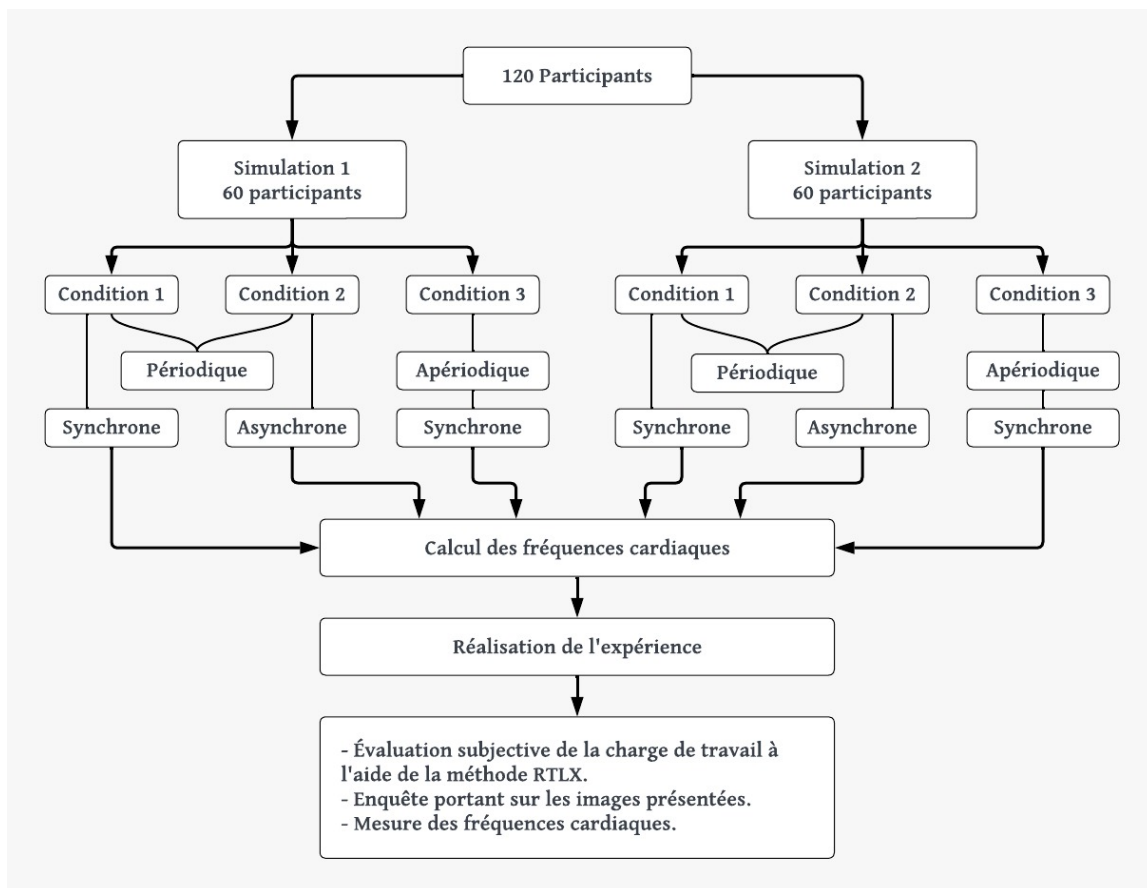 120 Participants
Simulation 1
60 participants
Simulation 2
60 participants
Condition 1
Condition 2
Condition 3
Condition 1
Condition 2
Condition 3
Périodique
Apériodique
Périodique
Apériodique
Synchrone
Asynchrone
Synchrone
Synchrone
Asynchrone
Synchrone
Calcul des fréquences cardiaques
Réalisation de l'expérience
- Évaluation subjective de la charge de travail à
l'aide de la méthode RTLX.
- Enquête portant sur les images présentées.
- Mesure des fréquences cardiaques.